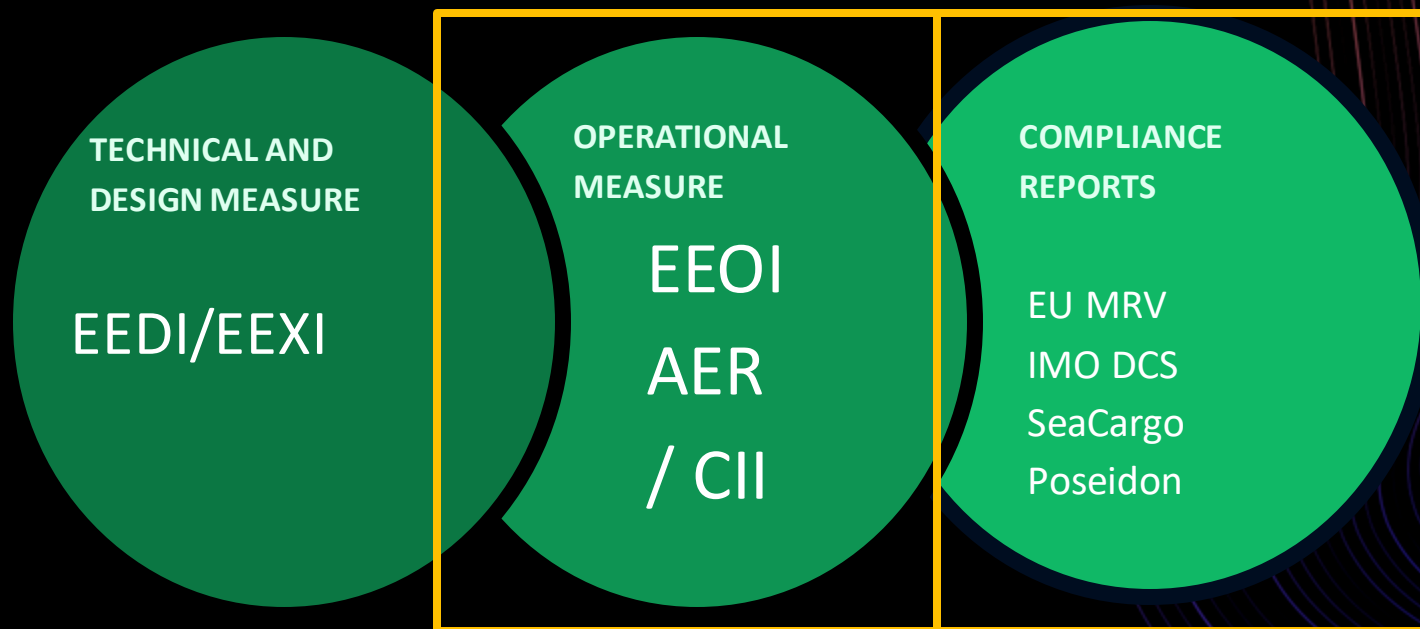 TECHNICAL AND
DESIGN MEASURE
EEDI/EEXI
OPERATIONAL
MEASURE
EEOI
AER
/ CII
COMPLIANCE
REPORTS
EU MRV
IMO DCS
SeaCargo
Poseidon